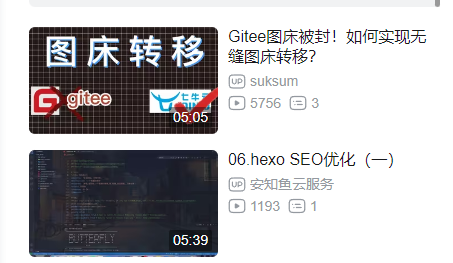 图床转移
G gitee
七牛云
05:05
Gitee图床被封！如何实现无
缝图床转移？
UP suksum
5756 3
BUTTERFLY
05:39
06.hexo SEO优化（一）
UP 安知鱼云服务
1193 1